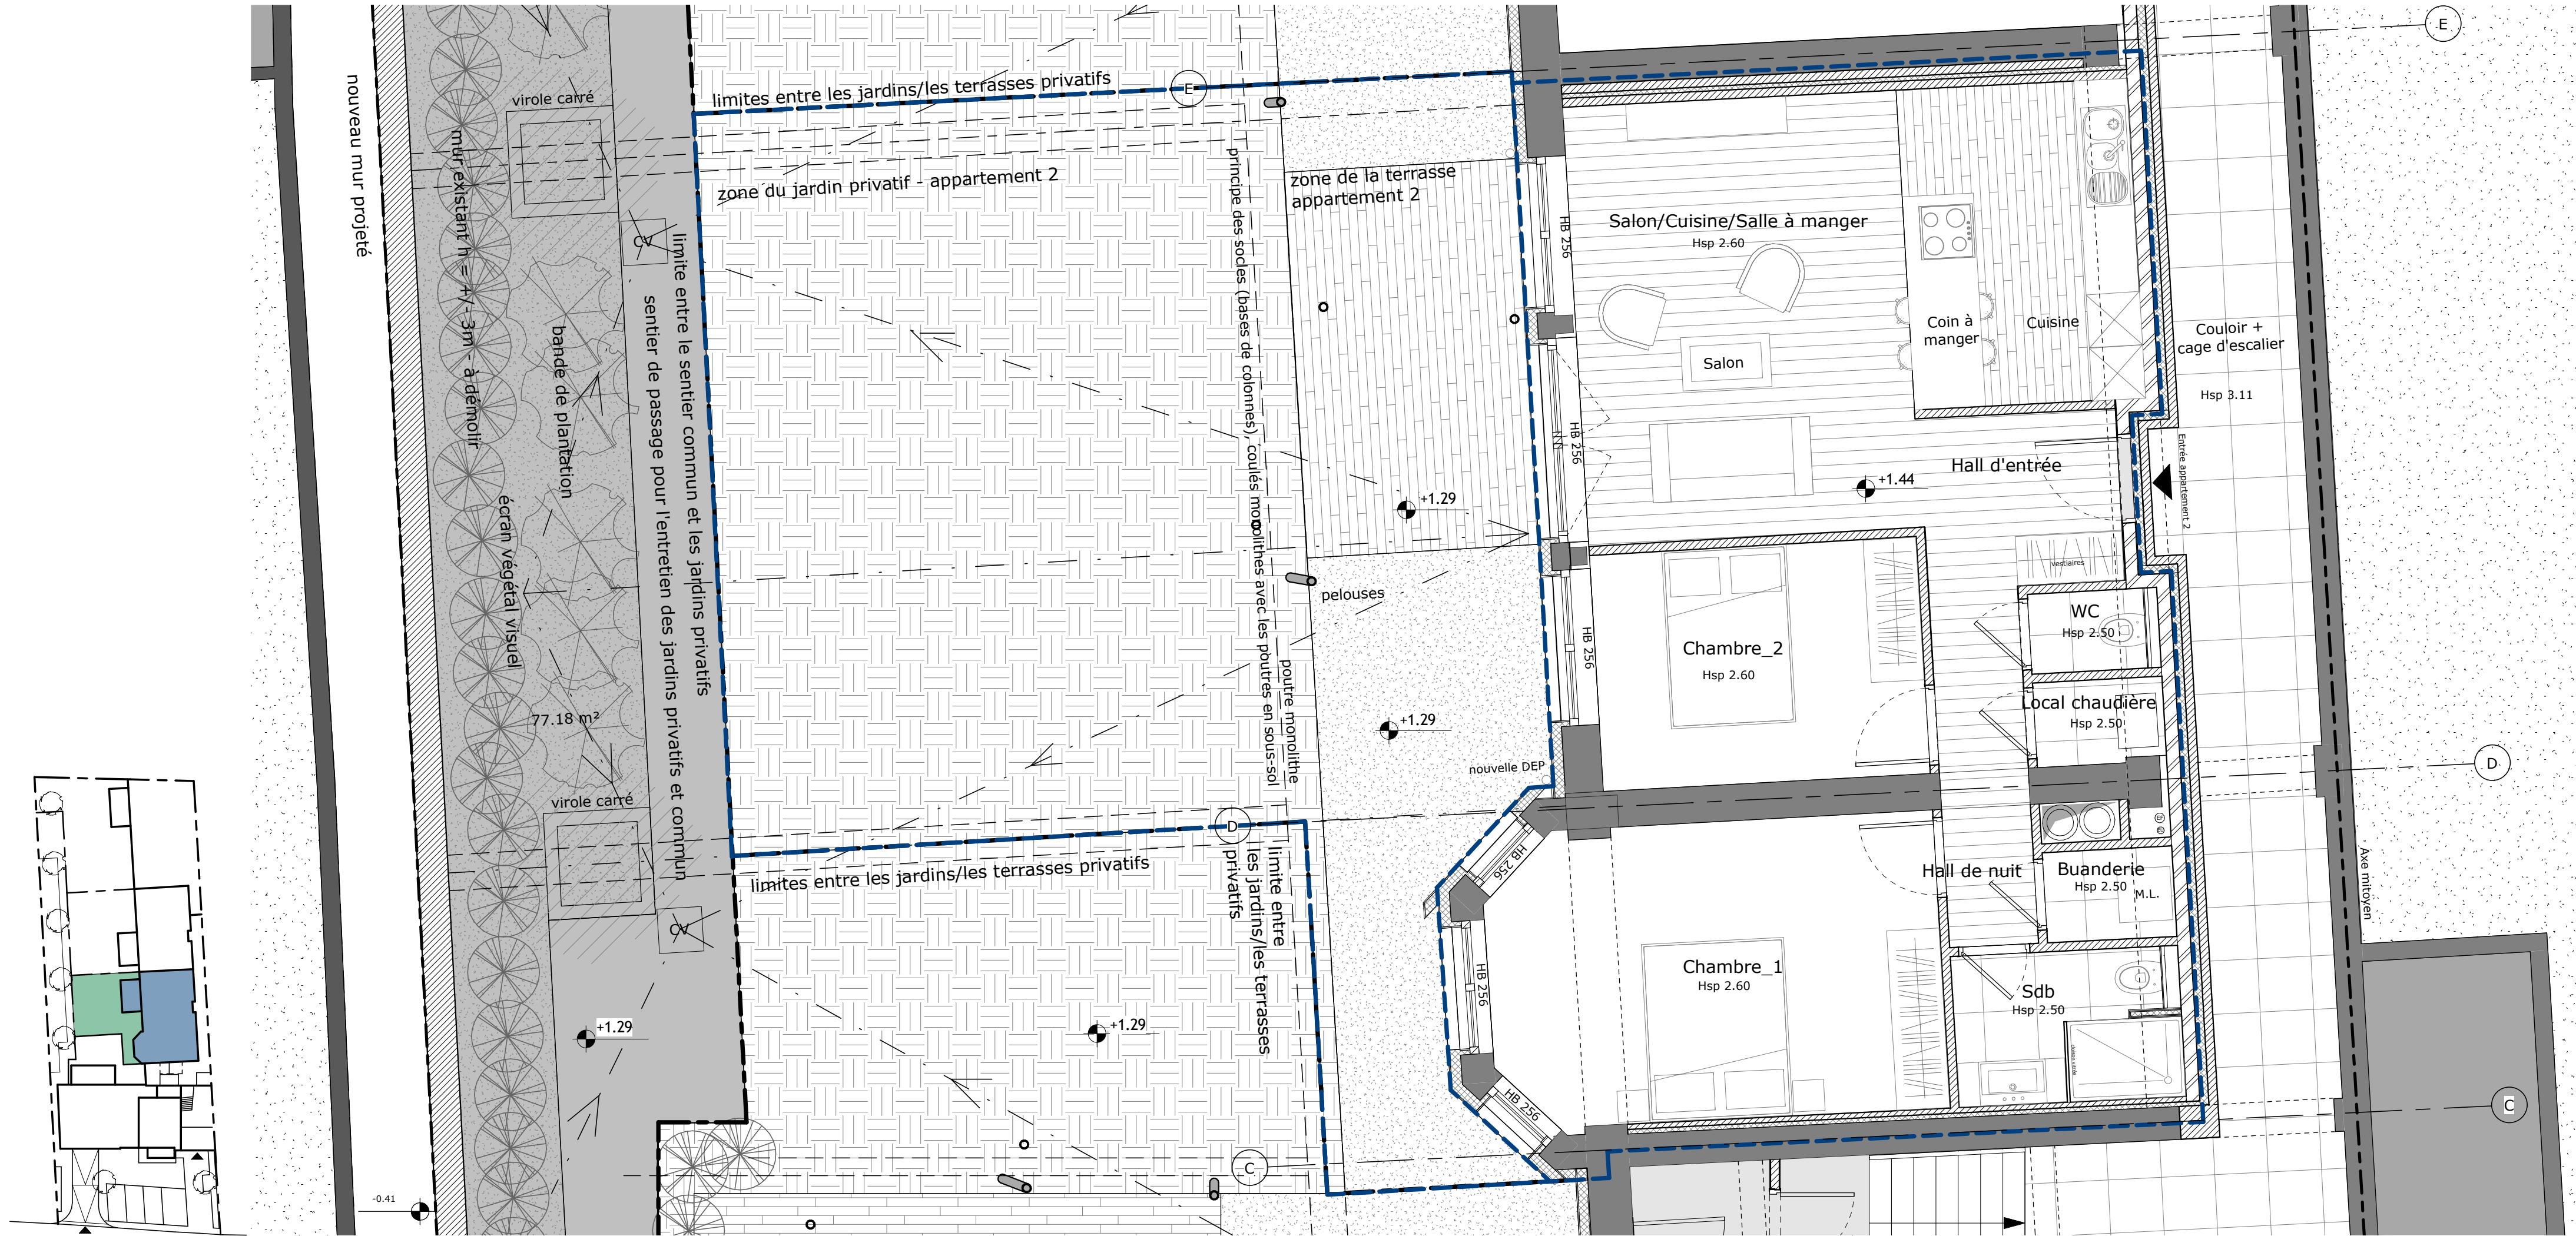 E
nouveau mur projeté
mur existant h = +/- 3m - à démolir
virole carré
limites entre les jardins/les terrasses privatifs
E
zone du jardin privatif - appartement 2
CV
limite entre le sentier commun et les jardins privatifs
sentier de passage pour l'entretien des jardins privatifs et commun
bande de plantation
écran végétal visuel
77.18 m²
principe des socles (bases de colonnes), coulés monolithes avec les poutres en sous-sol
poutre monolithe
zone de la terrasse
appartement 2
+1.29
pelouses
+1.29
nouvelle DEP
HB 256
HB 256
HB 256
HB 256
HB 256
HB 256
Salon/Cuisine/Salle à manger
Hsp 2.60
Salon
Coin à
manger
Cuisine
Couloir +
cage d'escalier
Hsp 3.11
Hall d'entrée
+1.44
Entrée appartement 2
vestiaires
WC
Hsp 2.50
Chambre_2
Hsp 2.60
Local chaudière
Hsp 2.50
D
Hall de nuit
Buanderie
Hsp 2.50
M.L.
Axe mitoyen
Chambre_1
Hsp 2.60
Sdb
Hsp 2.50
C
virole carré
D
limites entre les jardins/les terrasses privatifs
limite entre
les jardins/les terrasses
privatifs
CV
+1.29
+1.29
C
-0.41